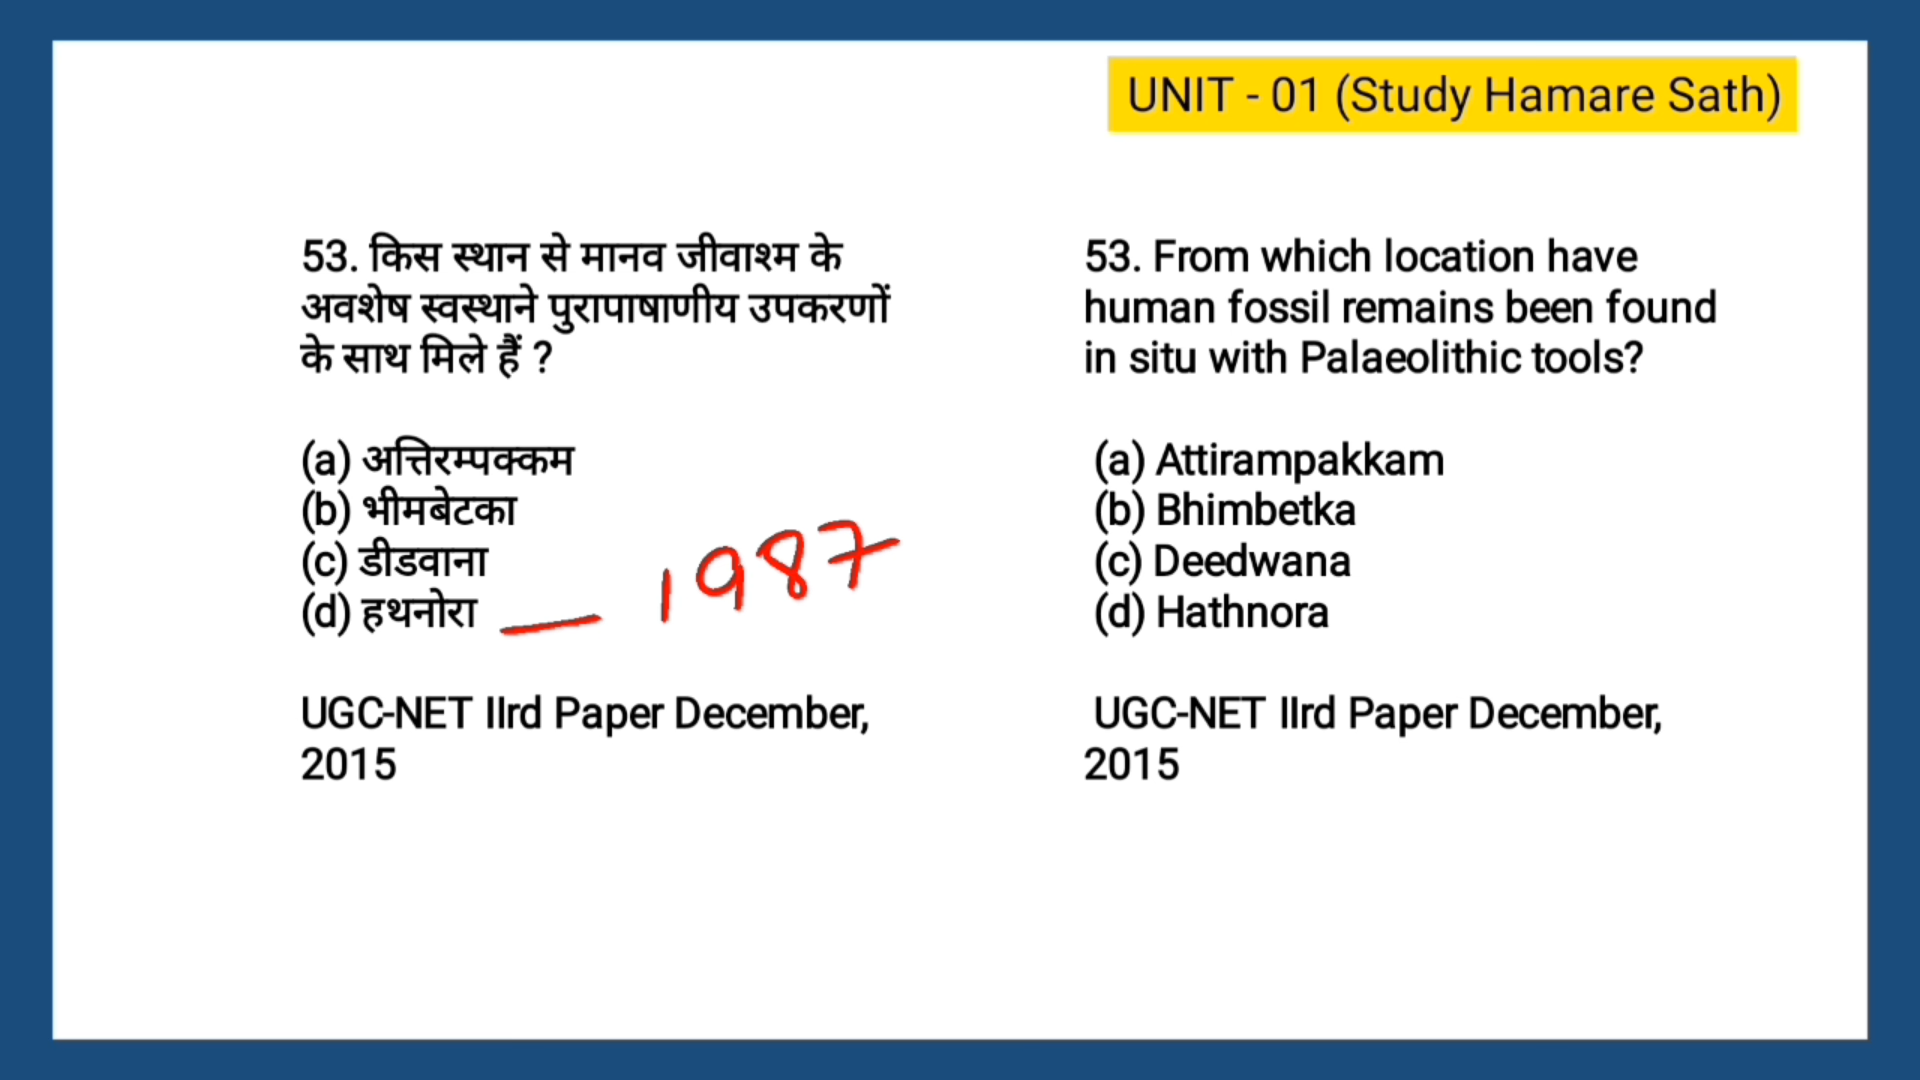 UNIT - 01 (Study Hamare Sath)
53. किस स्थान से मानव जीवाश्म के
अवशेष स्वस्थाने पुरापाषाणीय उपकरणों
के साथ मिले हैं ?
(a) अत्तिरम्पक्कम
(b) भीमबेटका
(c) डीडवाना
(d) हथनोरा — 1987
UGC-NET IIrd Paper December,
2015
53. From which location have
human fossil remains been found
in situ with Palaeolithic tools?
(a) Attirampakkam
(b) Bhimbetka
(c) Deedwana
(d) Hathnora
UGC-NET IIrd Paper December,
2015